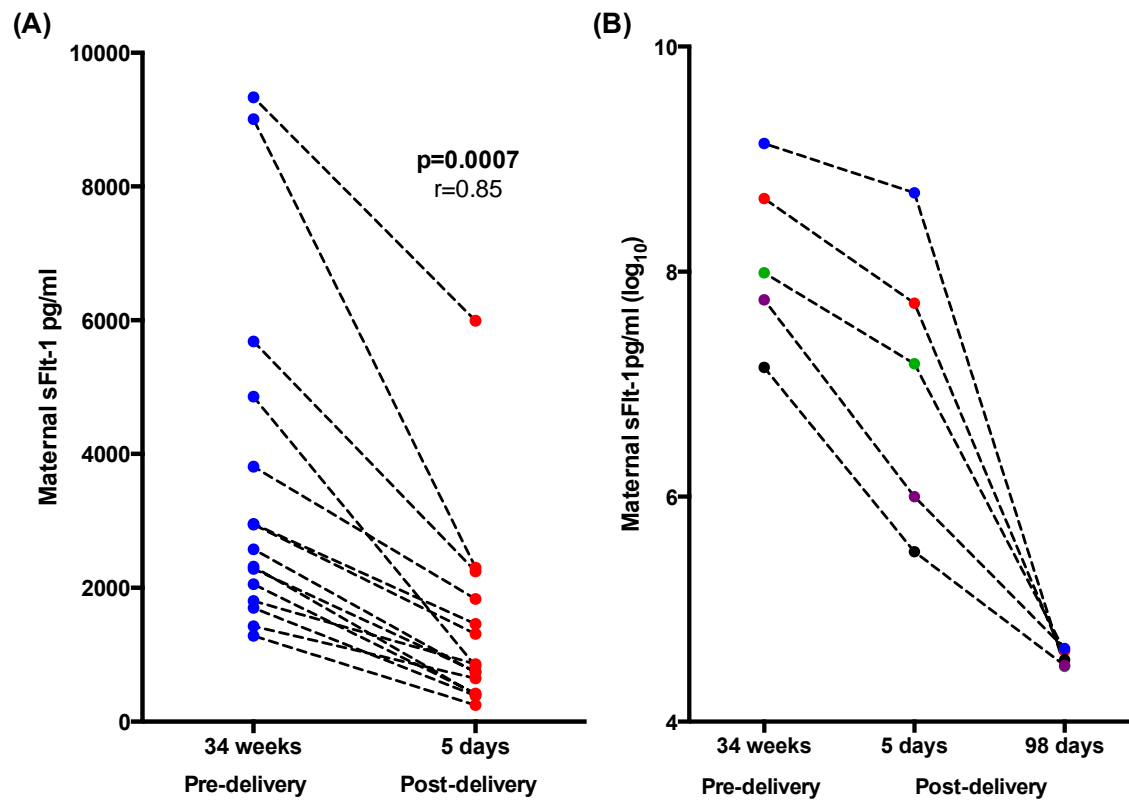 (A)
Maternal sFlt-1 pg/ml
10000
8000
6000
4000
2000
0
p=0.0007
r=0.85
34 weeks
5 days
Pre-delivery
Post-delivery
(B)
Maternal sFlt-1pg/ml (log10)
10
8
6
4
34 weeks
5 days
98 days
Pre-delivery
Post-delivery